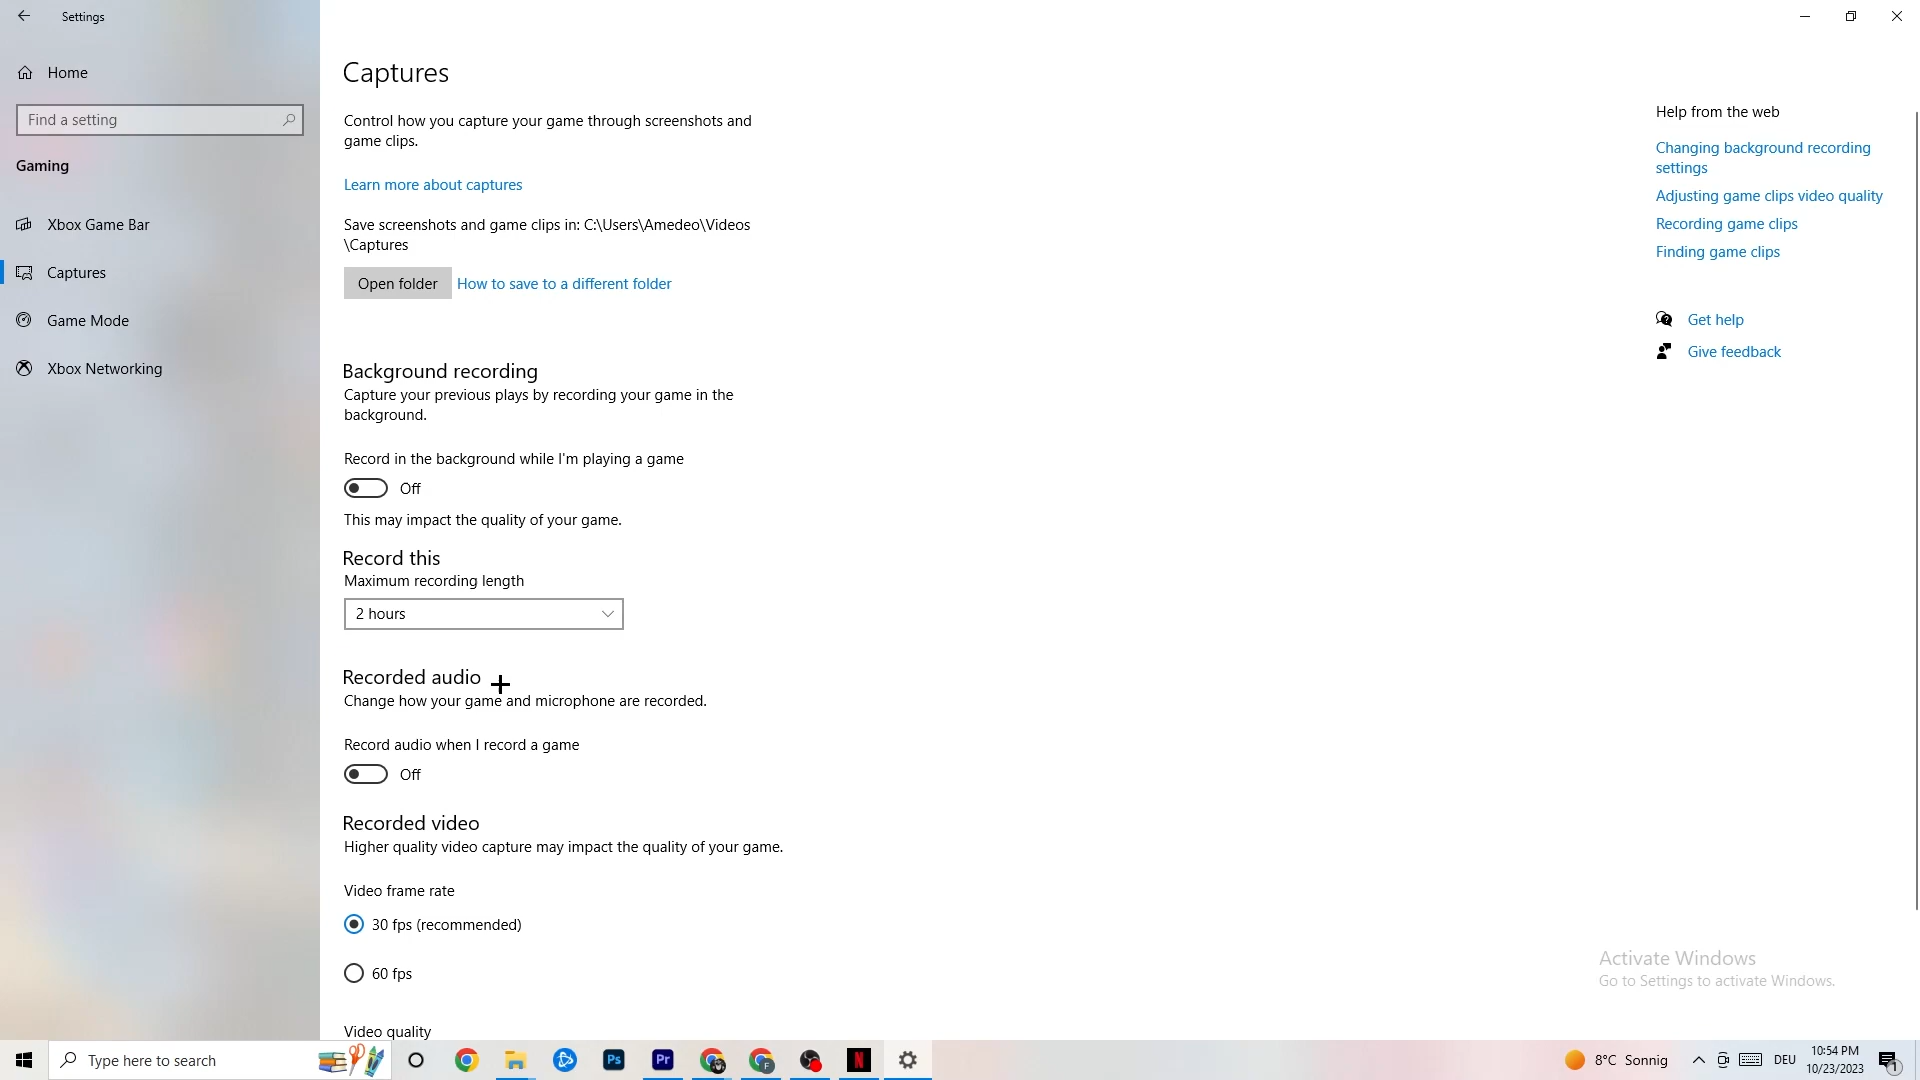 Settings
Home
Find a setting
Gaming
Xbox Game Bar
Captures
Game Mode
Xbox Networking
Captures
Control how you capture your game through screenshots and
game clips.
Learn more about captures
Save screenshots and game clips in: C:\Users\Amedeo\Videos
\Captures
Open folder
How to save to a different folder
Background recording
Capture your previous plays by recording your game in the
background.
Record in the background while I'm playing a game
Off
This may impact the quality of your game.
Record this
Maximum recording length
2 hours
Recorded audio
Change how your game and microphone are recorded.
Record audio when I record a game
Off
Recorded video
Higher quality video capture may impact the quality of your game.
Video frame rate
30 fps (recommended)
60 fps
Video quality
Help from the web
Changing background recording
settings
Adjusting game clips video quality
Recording game clips
Finding game clips
Get help
Give feedback
Activate Windows
Go to Settings to activate Windows.
Type here to search
Ps
Pr
F
N
8°C Sonnig
DEU
10:54 PM
10/23/2023
1